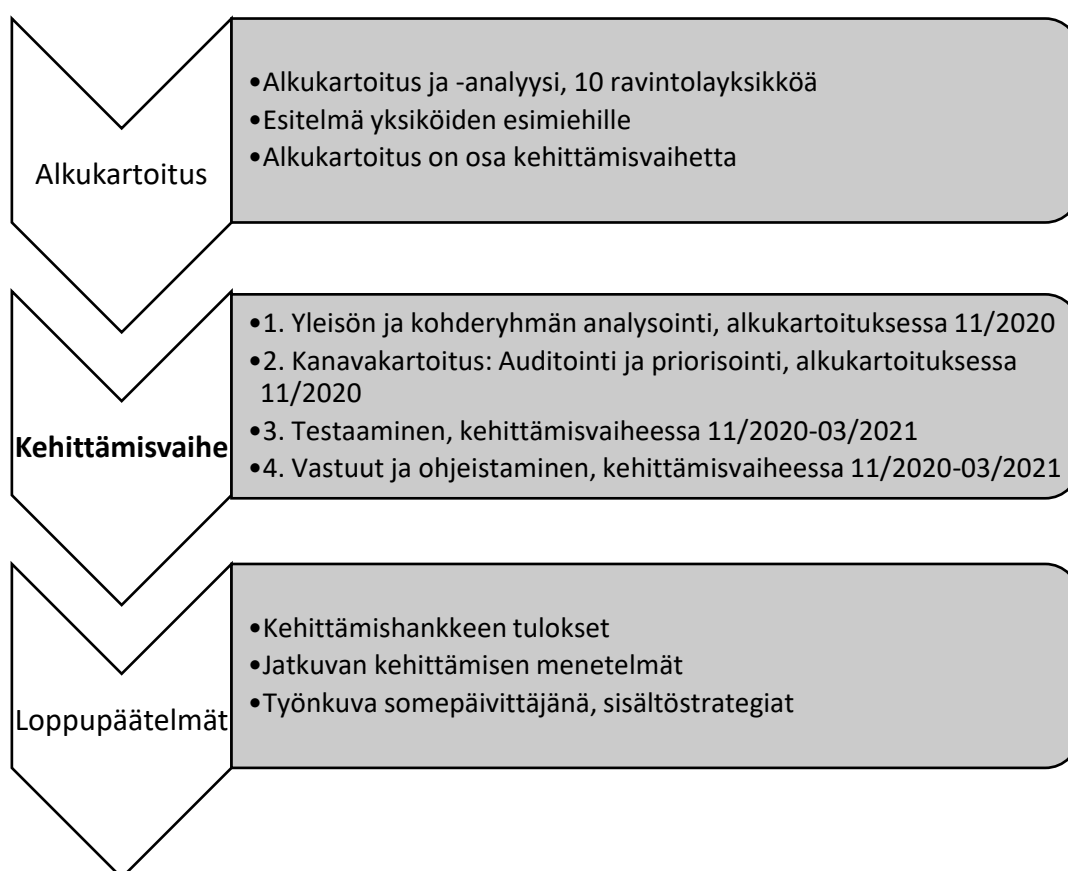 Alkukartoitus
•Alkukartoitus ja -analyysi, 10 ravintolayksikköä
•Esitelmä yksiköiden esimiehille
•Alkukartoitus on osa kehittämisvaihetta
Kehittämisvaihe
•1. Yleisön ja kohderyhmän analysointi, alkukartoituksessa 11/2020
•2. Kanavakartoitus: Auditointi ja priorisointi, alkukartoituksessa
11/2020
•3. Testaaminen, kehittämisvaiheessa 11/2020-03/2021
•4. Vastuut ja ohjeistaminen, kehittämisvaiheessa 11/2020-03/2021
Loppupäätelmät
•Kehittämishankkeen tulokset
•Jatkuvan kehittämisen menetelmät
•Työnkuva somepäivittäjänä, sisältöstrategiat